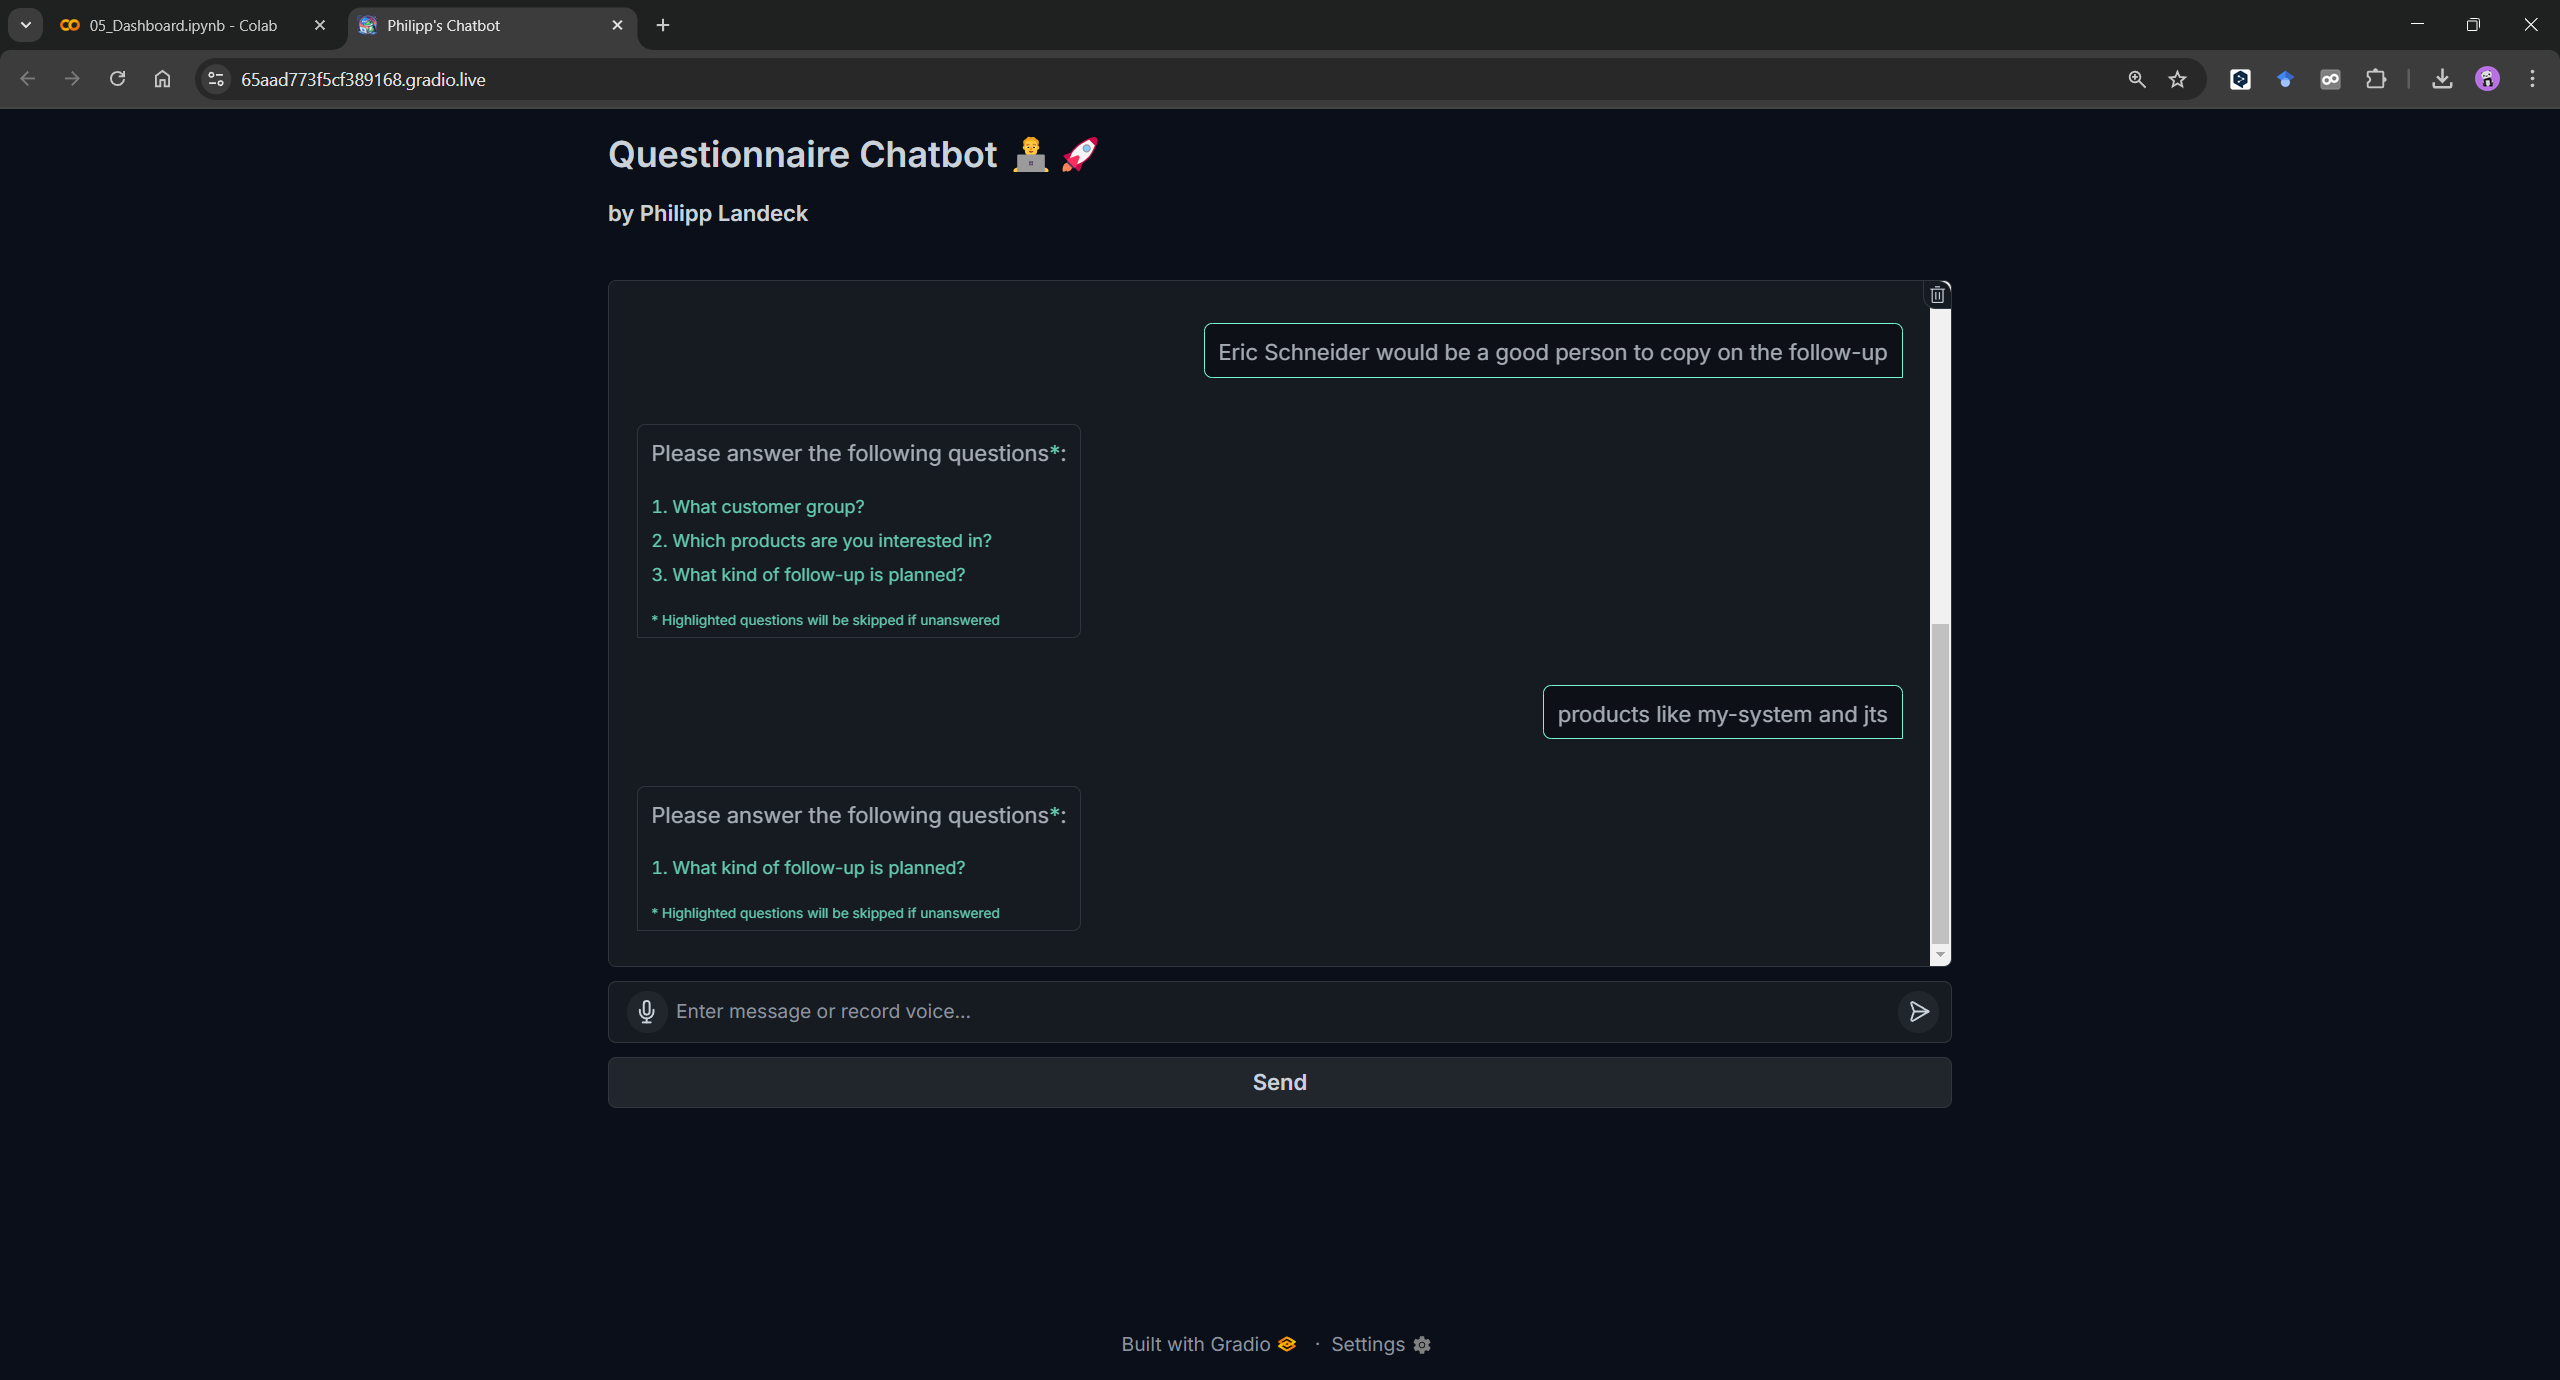 05_Dashboard.ipynb - Colab
Philipp's Chatbot
65aad773f5cf389168.gradio.live
Questionnaire Chatbot
by Philipp Landeck
Eric Schneider would be a good person to copy on the follow-up
Please answer the following questions*:
1. What customer group?
2. Which products are you interested in?
3. What kind of follow-up is planned?
* Highlighted questions will be skipped if unanswered
products like my-system and jts
Please answer the following questions*:
1. What kind of follow-up is planned?
* Highlighted questions will be skipped if unanswered
Enter message or record voice...
Send
Built with Gradio · Settings